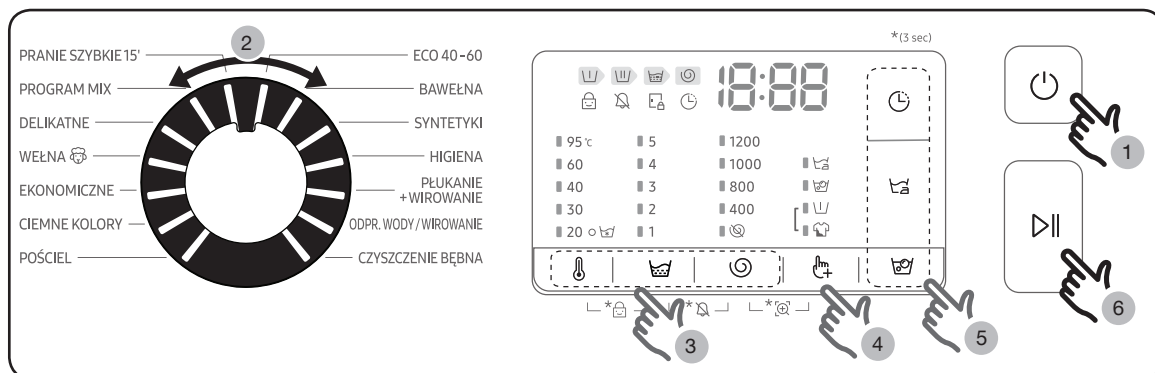 2
PRANIE SZYBKIE 15'
PROGRAM MIX
DELIKATNE
WEŁNA
EKONOMICZNE
CIEMNE KOLORY
POŚCIEL
ECO 40-60
BAWEŁNA
SYNTETYKI
HIGIENA
PŁUKANIE
+WIROWANIE
ODPR. WODY/WIROWANIE
CZYSZCZENIE BĘBNA
*(3 sec)
18:88
95 °C 5 1200
60 4 1000
40 3 800
30 2 400
20 1
* * *
3
4
5
1
6